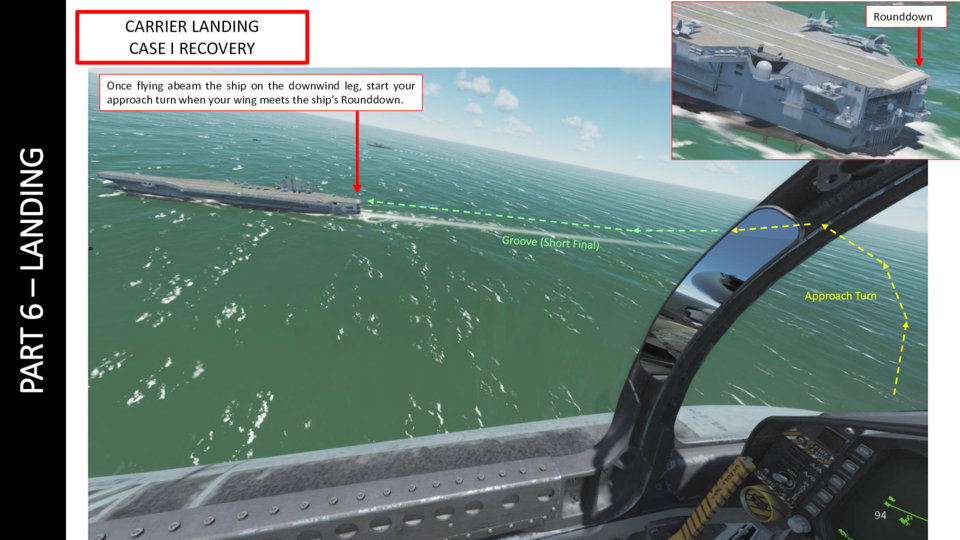 CARRIER LANDING
CASE I RECOVERY
Rounddown
Once flying abeam the ship on the downwind leg, start your
approach turn when your wing meets the ship's Rounddown.
PART 6 – LANDING
Groove (Short Final)
Approach Turn
94